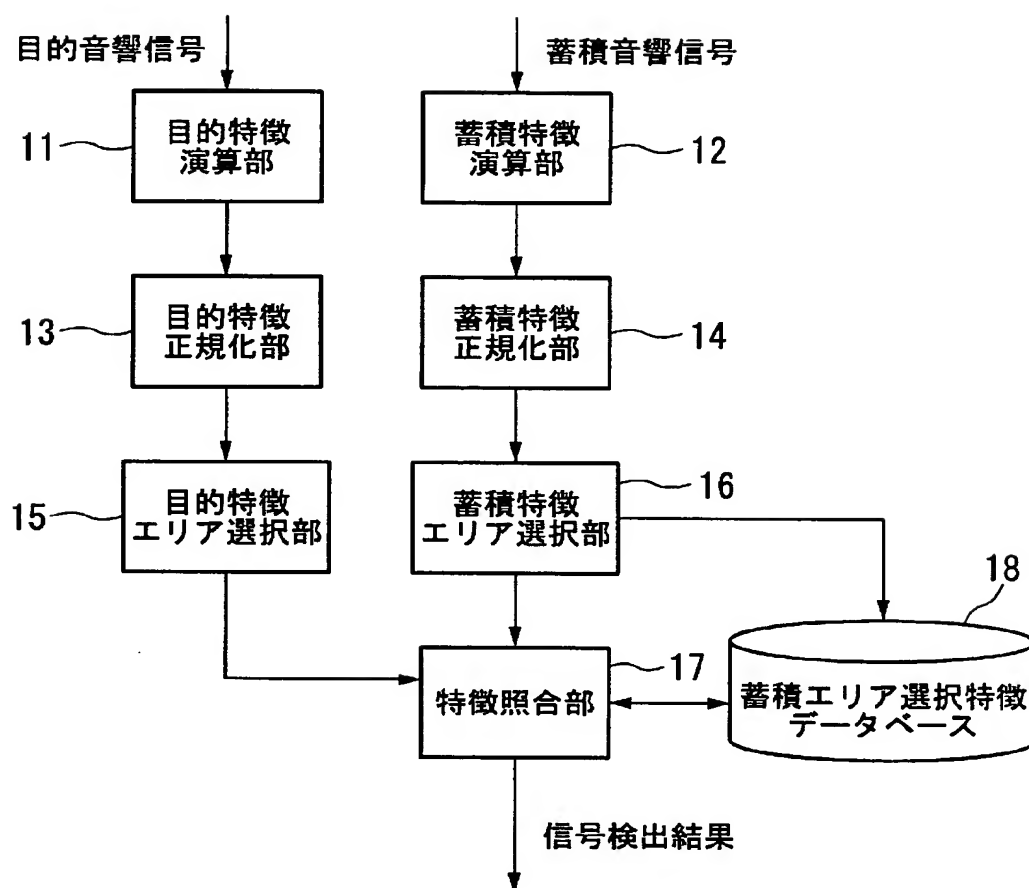 目的音響信号
蓄積音響信号
11
目的特徴
演算部
蓄積特徴
演算部
12
13
目的特徴
正規化部
蓄積特徴
正規化部
14
15
目的特徴
エリア選択部
蓄積特徴
エリア選択部
16
18
特徴照合部
17
蓄積エリア選択特徴
データベース
信号検出結果